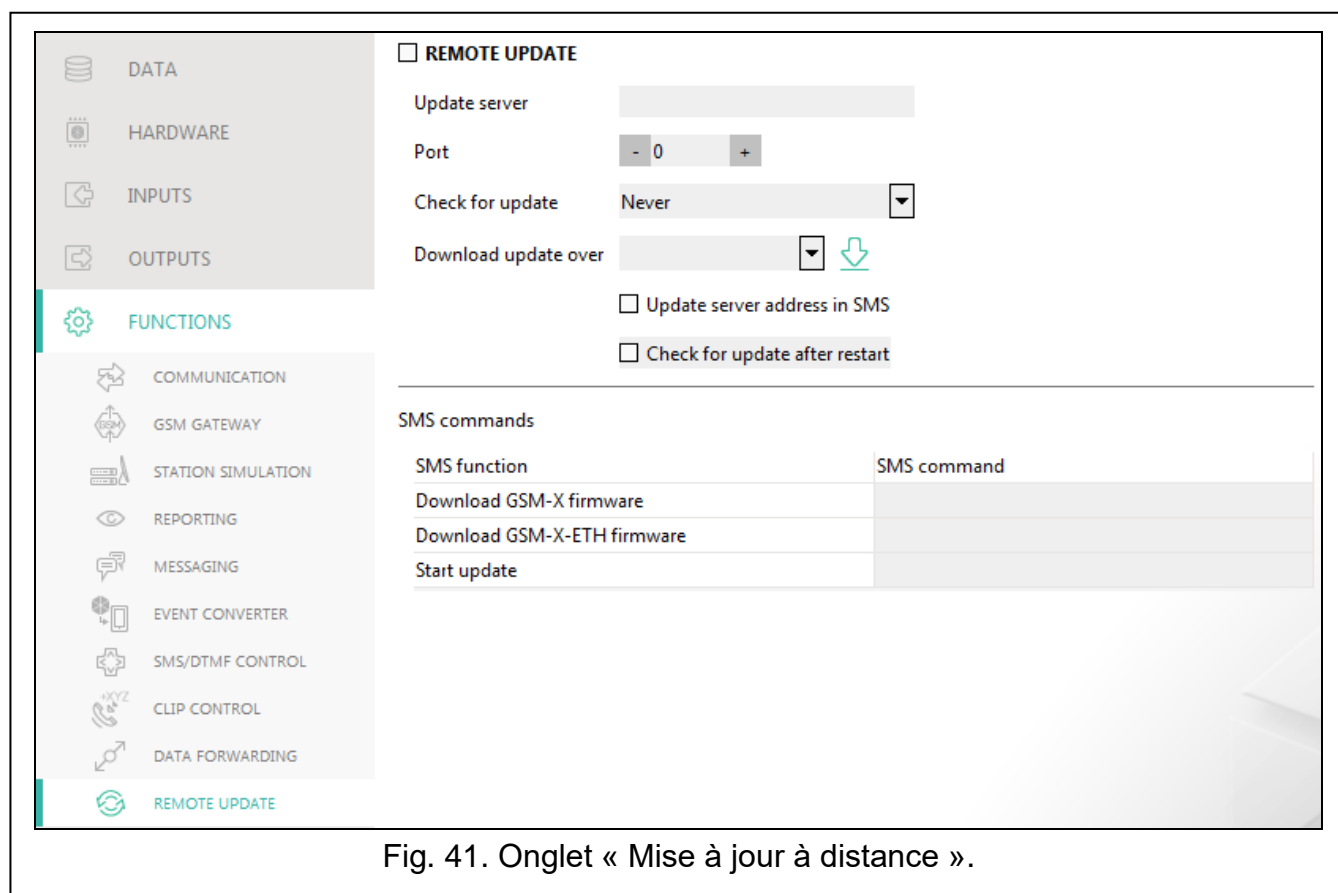 DATA
HARDWARE
INPUTS
OUTPUTS
FUNCTIONS
COMMUNICATION
GSM GATEWAY
STATION SIMULATION
REPORTING
MESSAGING
EVENT CONVERTER
SMS/DTMF CONTROL
CLIP CONTROL
DATA FORWARDING
REMOTE UPDATE
REMOTE UPDATE
Update server
Port - 0 +
Check for update Never
Download update over
Update server address in SMS
Check for update after restart
SMS commands
SMS function SMS command
Download GSM-X firmware
Download GSM-X-ETH firmware
Start update
GSM
+XYZ
Fig. 41. Onglet « Mise à jour à distance ».